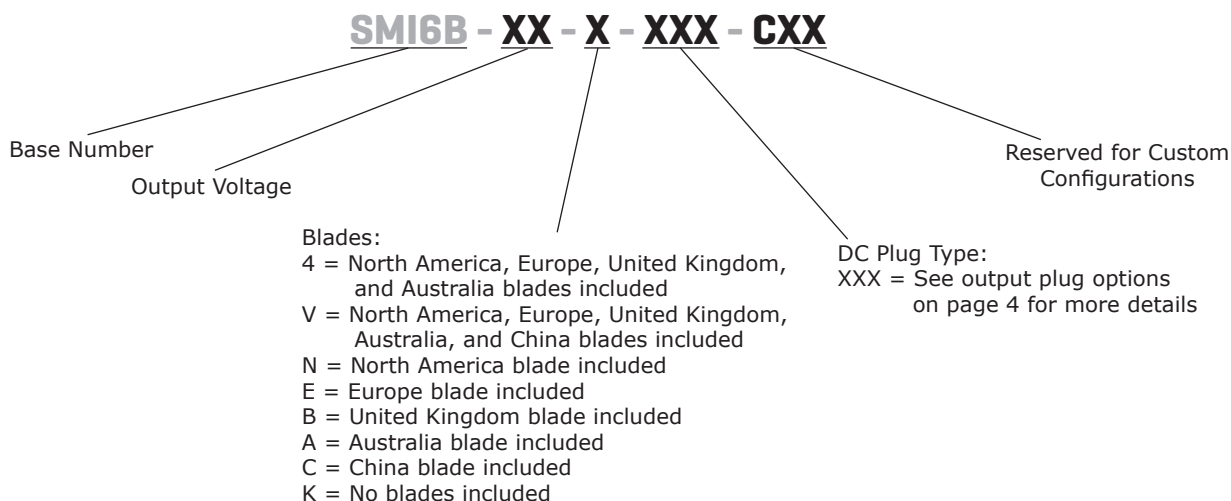 SMI6B - XX - X - XXX - CXX
Base Number
Output Voltage
Blades:
4 = North America, Europe, United Kingdom,
and Australia blades included
V = North America, Europe, United Kingdom,
Australia, and China blades included
N = North America blade included
E = Europe blade included
B = United Kingdom blade included
A = Australia blade included
C = China blade included
K = No blades included
DC Plug Type:
XXX = See output plug options
on page 4 for more details
Reserved for Custom
Configurations